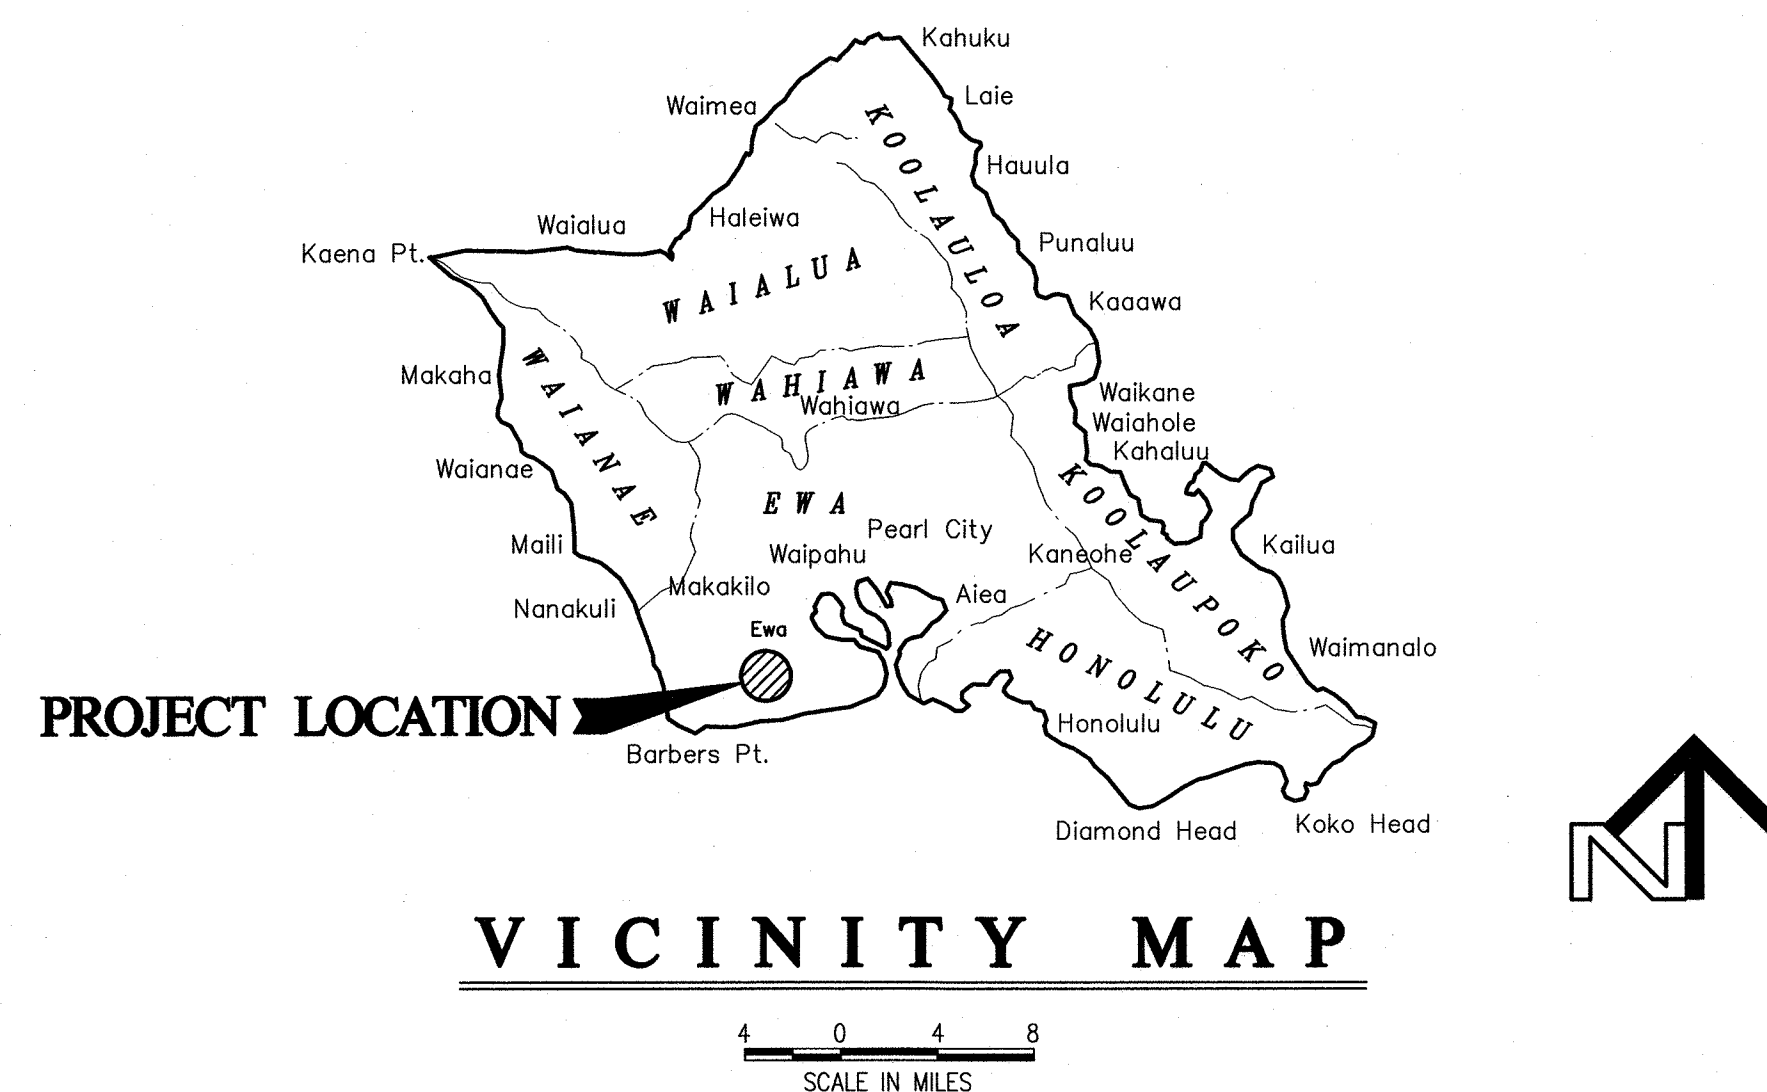 Kahuku
Laie
Waimea
KOOLAULOA
Hauula
Haleiwa
Waialua
Punaluu
Kaena Pt.
WAIALUA
Kaaawa
WAIANAE
Makaha
WAHIAWA
Wahiawa
Waikane
Waiahole
Kahaluu
Waianae
KOOLAUPOKO
EWA
Pearl City
Maili
Waipahu
Kaneohe
Kailua
Makakilo
Aiea
Nanakuli
Ewa
HONOLULU
Waimanalo
PROJECT LOCATION
Honolulu
Barbers Pt.
Diamond Head
Koko Head
N
VICINITY MAP
4 0 4 8
SCALE IN MILES